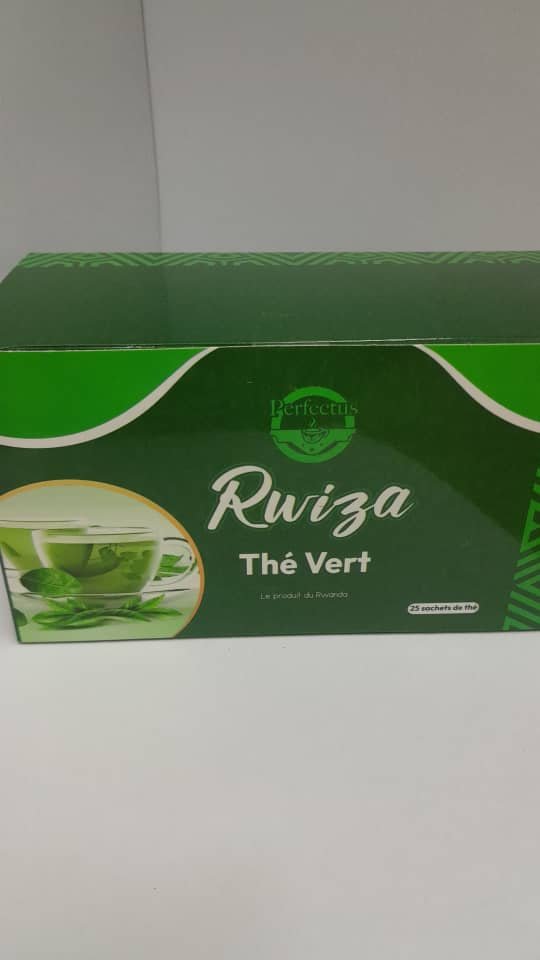 Perfectus
Rwiza
Thé Vert
Le produit du Rwanda
25 sachets de thé